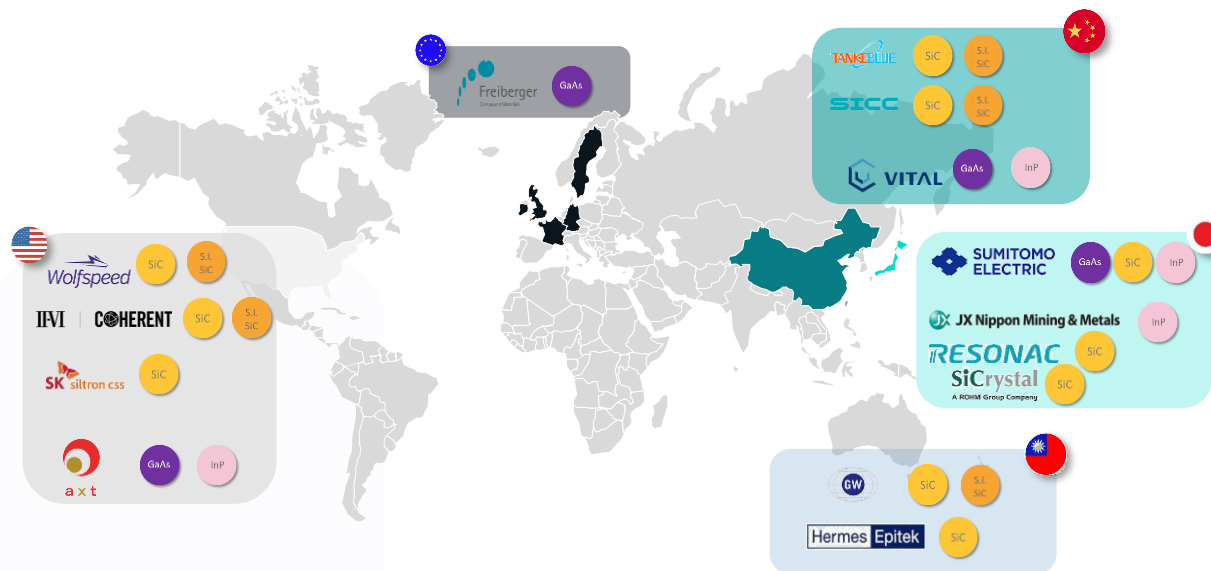 Freiberger
Compound Materials
GaAs
TANKEBLUE
SiC
S.I.
SiC
SICC
SiC
S.I.
SiC
VITAL
GaAs
InP
Wolfspeed
SiC
S.I.
SiC
II-VI | COHERENT
SiC
S.I.
SiC
SK siltron css
SiC
axt
GaAs
InP
SUMITOMO
ELECTRIC
GaAs
SiC
InP
JX JX Nippon Mining & Metals
InP
RESONAC
SiC
SiCrystal
A ROHM Group Company
SiC
GW
SiC
S.I.
SiC
Hermes Epitek
SiC